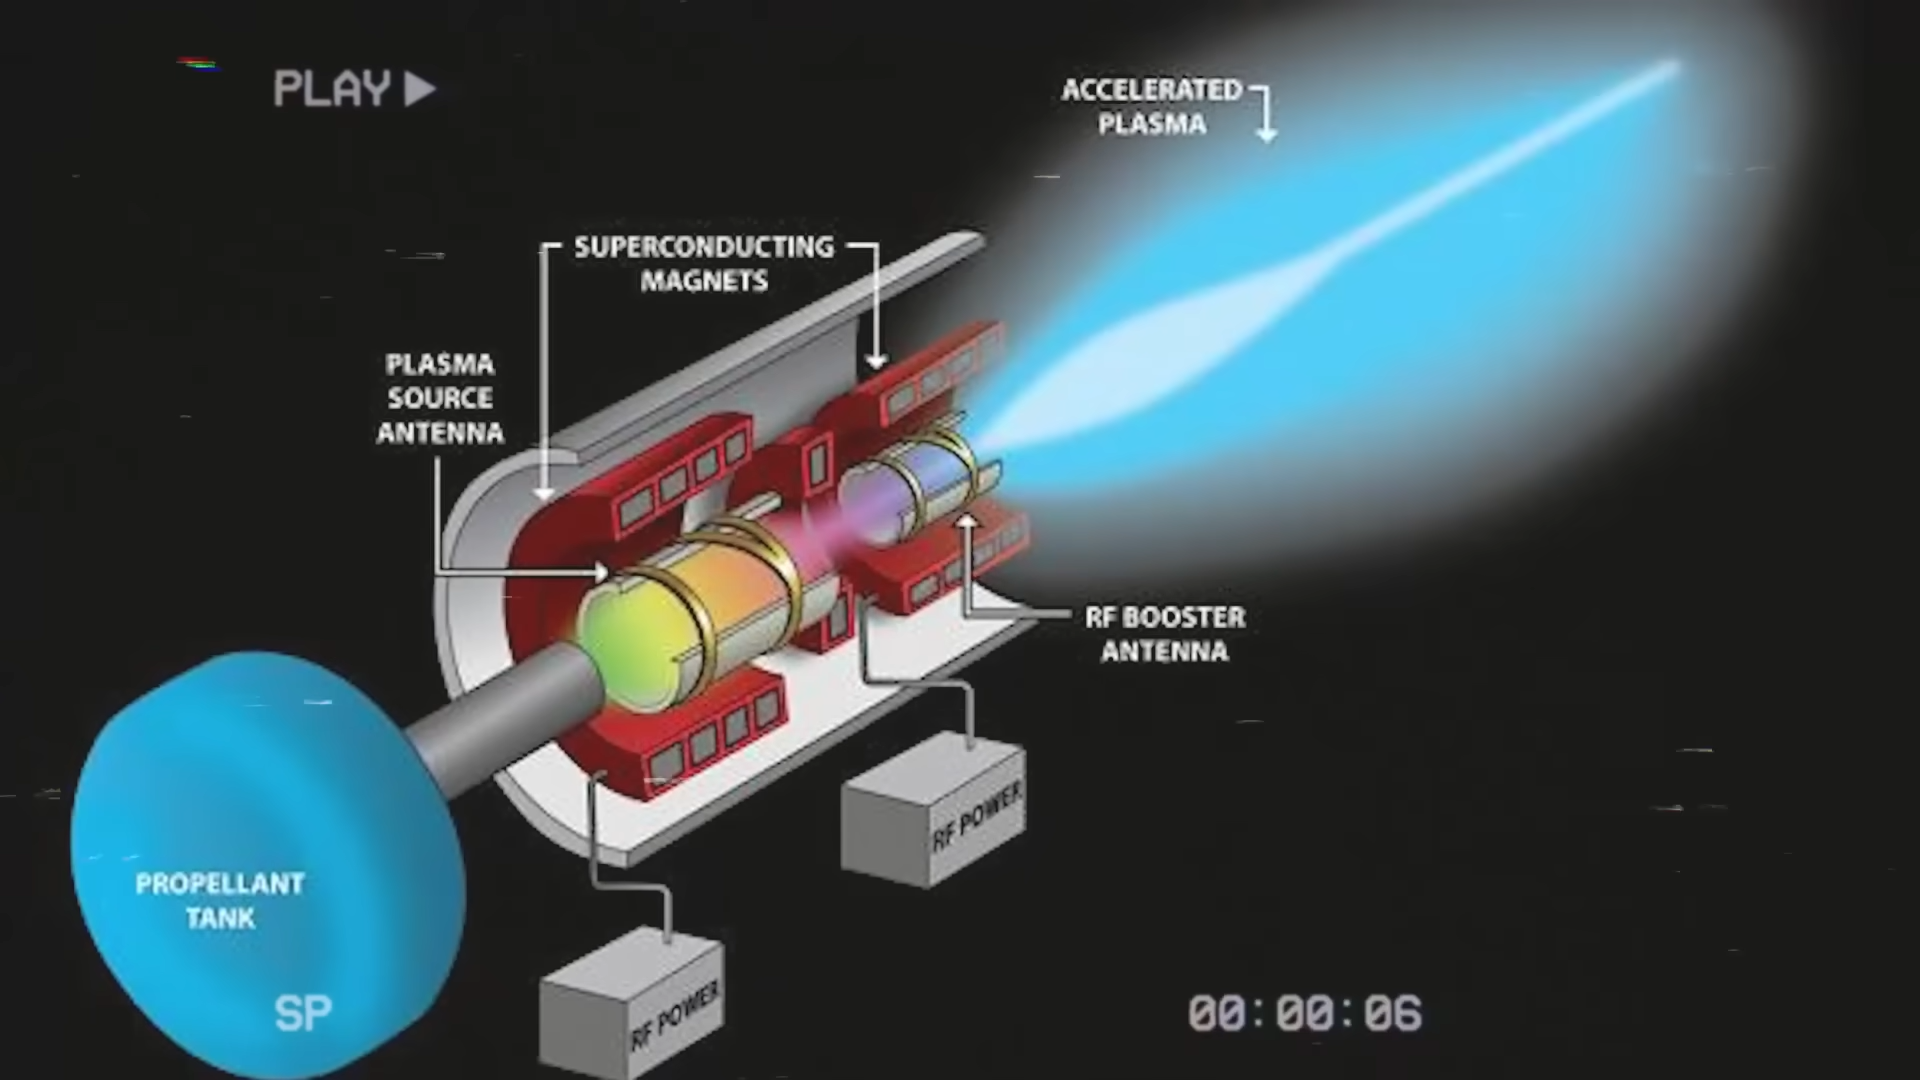 PLAY
ACCELERATED
PLASMA
SUPERCONDUCTING
MAGNETS
PLASMA
SOURCE
ANTENNA
RF BOOSTER
ANTENNA
RF POWER
PROPELLANT
TANK
RF POWER
SP
00:00:06